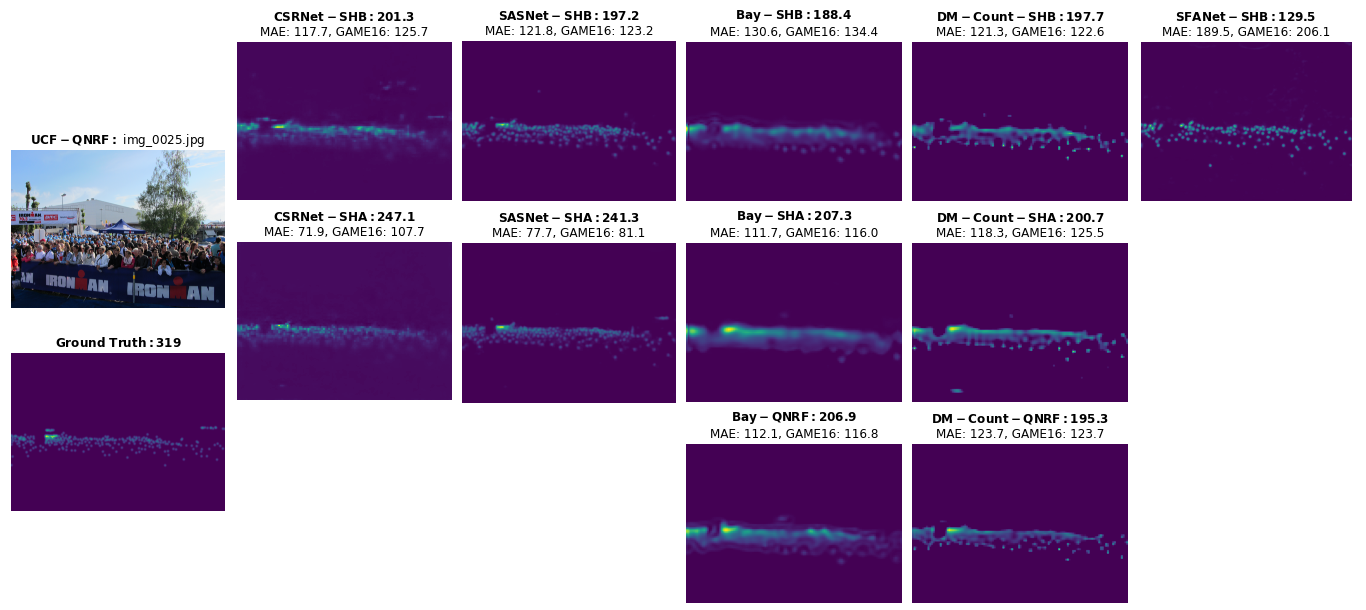 CSRNet−SHB: 201.3
MAE: 117.7, GAME16: 125.7
SASNet−SHB: 197.2
MAE: 121.8, GAME16: 123.2
Bay−SHB: 188.4
MAE: 130.6, GAME16: 134.4
DM−Count−SHB: 197.7
MAE: 121.3, GAME16: 122.6
SFANet−SHB: 129.5
MAE: 189.5, GAME16: 206.1
UCF−QNRF: img_0025.jpg
IRONMAN
AN
IRONMAN
IRONMAN
CSRNet−SHA: 247.1
MAE: 71.9, GAME16: 107.7
SASNet−SHA: 241.3
MAE: 77.7, GAME16: 81.1
Bay−SHA: 207.3
MAE: 111.7, GAME16: 116.0
DM−Count−SHA: 200.7
MAE: 118.3, GAME16: 125.5
Ground Truth: 319
Bay−QNRF: 206.9
MAE: 112.1, GAME16: 116.8
DM−Count−QNRF: 195.3
MAE: 123.7, GAME16: 123.7